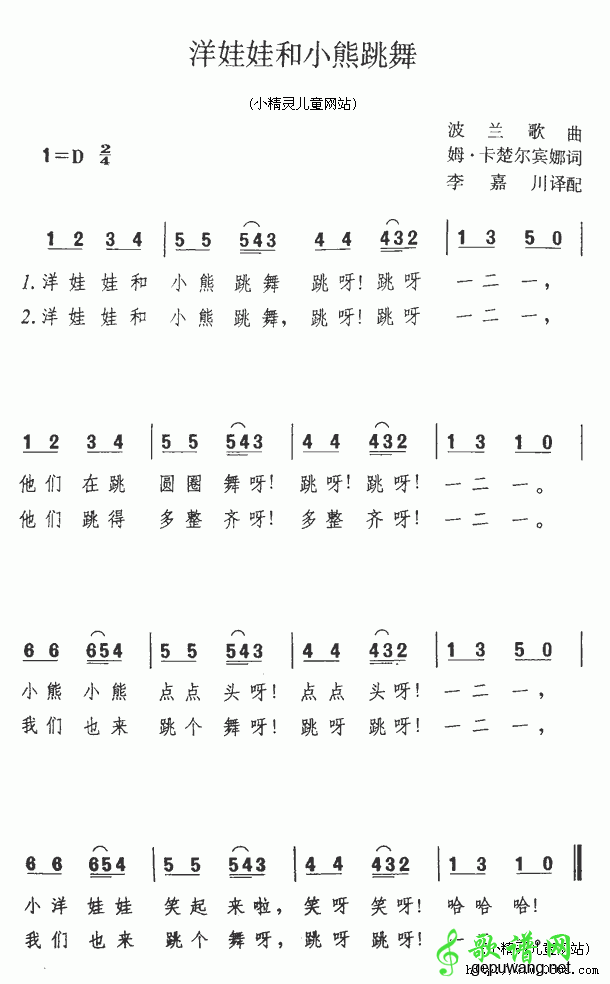 洋娃娃和小熊跳舞
(小精灵儿童网站)
波兰歌 曲
1=D 2/4
姆·卡楚尔宾娜词
李嘉川译配
1 2 3 4 | 5 5 543 4 4 432 | 1 3 5 0 |
1.洋娃娃和 小熊跳舞 跳呀!跳呀 一二一,
2.洋娃娃和 小熊跳舞,跳呀!跳呀 一二一,
1 2 3 4 | 5 5 543 | 4 4 432 | 1 3 1 0 |
他们在跳 圆圈舞呀!跳呀!跳呀!一二一。
他们跳得 多整齐呀!多整齐呀!一二一。
6 6 654 | 5 5 543 | 4 4 432 | 1 3 5 0 |
小熊小熊 点点头呀!点点头呀!一二一,
我们也来 跳个舞呀!跳呀跳呀!一二一,
6 6 654 | 5 5 543 | 4 4 432 | 1 3 1 0 ‖
小洋娃娃 笑起来啦,笑呀笑呀!哈哈哈!
我们也来 跳个舞呀,跳呀跳呀!一二一。
(小精灵儿童网站)
歌谱网
gepuwang.net